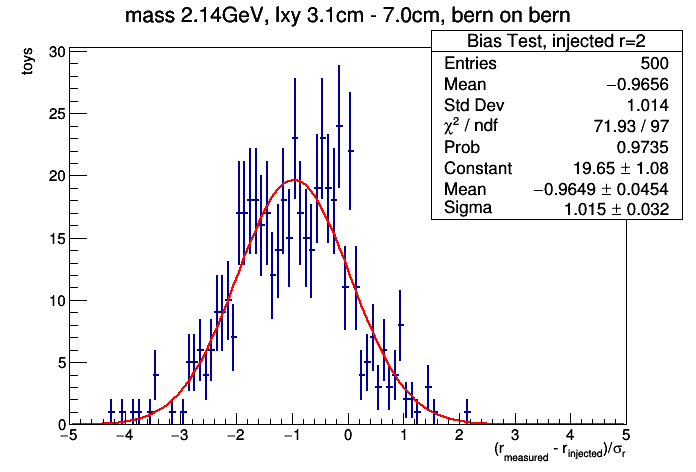 mass 2.14GeV, lxy 3.1cm - 7.0cm, bern on bern
Bias Test, injected r=2
Entries 500
Mean −0.9656
Std Dev 1.014
χ² / ndf 71.93 / 97
Prob 0.9735
Constant 19.65 ± 1.08
Mean −0.9649 ± 0.0454
Sigma 1.015 ± 0.032
toys
30
25
20
15
10
5
0
−5 −4 −3 −2 −1 0 1 2 3 4 5
(r_measured - r_injected)/σ_r